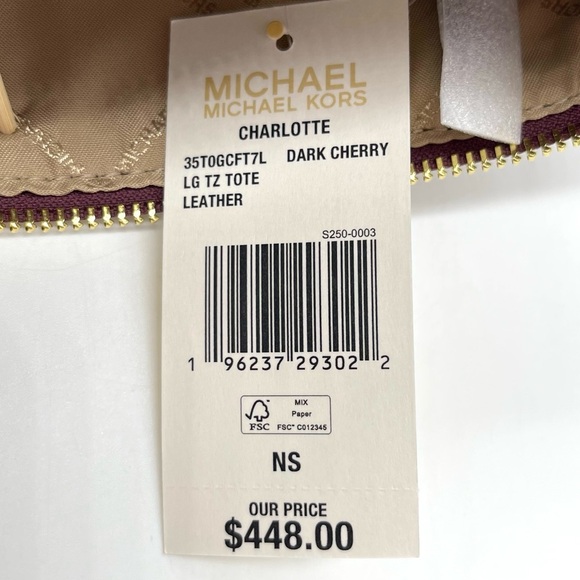 MICHAEL
MICHAEL KORS
CHARLOTTE
35T0GCFT7L DARK CHERRY
LG TZ TOTE
LEATHER
S250-0003
1 96237 29302 2
FSC
MIX
Paper
FSC™ C012345
NS
OUR PRICE
$448.00